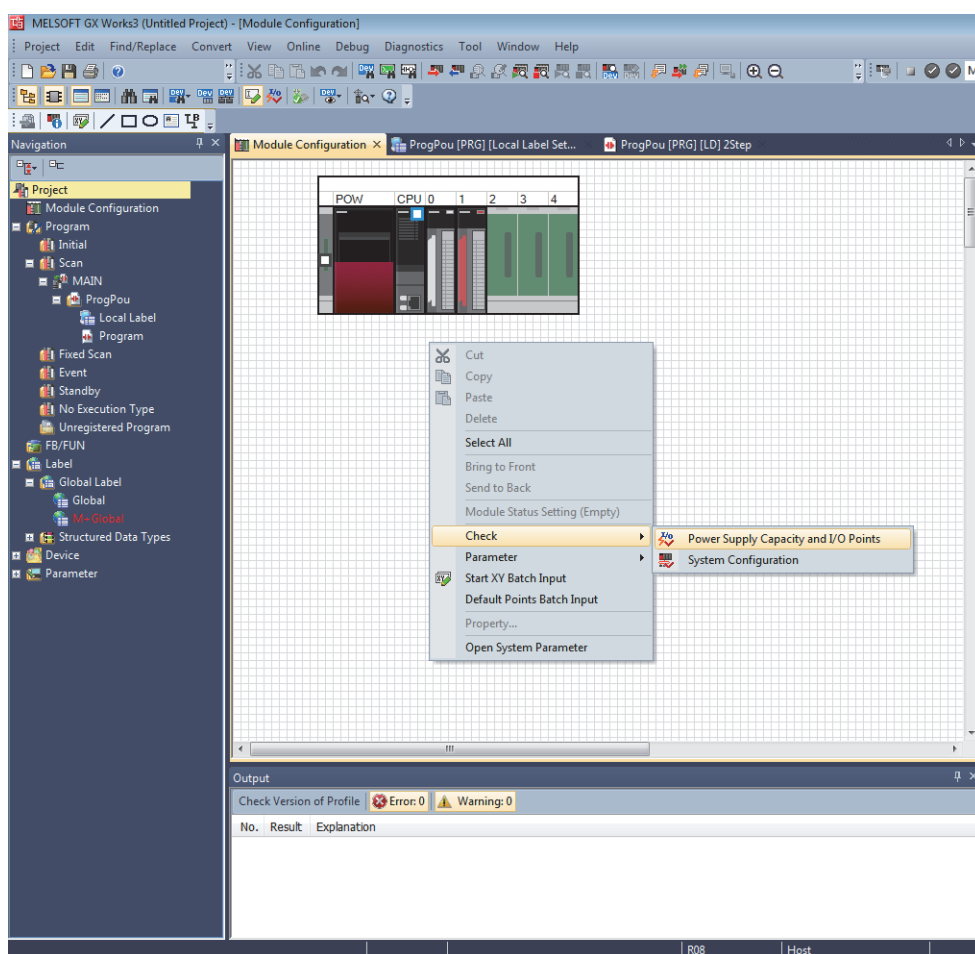 MELSOFT GX Works3 (Untitled Project) - [Module Configuration]
Project Edit Find/Replace Convert View Online Debug Diagnostics Tool Window Help
Navigation
Module Configuration
ProgPou [PRG] [Local Label Set...
ProgPou [PRG] [LD] 2Step
Project
Module Configuration
Program
Initial
Scan
MAIN
ProgPou
Local Label
Program
Fixed Scan
Event
Standby
No Execution Type
Unregistered Program
FB/FUN
Label
Global Label
Global
M+Global
Structured Data Types
Device
Parameter
POW CPU 0 1 2 3 4
Cut
Copy
Paste
Delete
Select All
Bring to Front
Send to Back
Module Status Setting (Empty)
Check
Parameter
Start XY Batch Input
Default Points Batch Input
Property...
Open System Parameter
Power Supply Capacity and I/O Points
System Configuration
Output
Check Version of Profile Error: 0 Warning: 0
No. Result Explanation
R08 Host